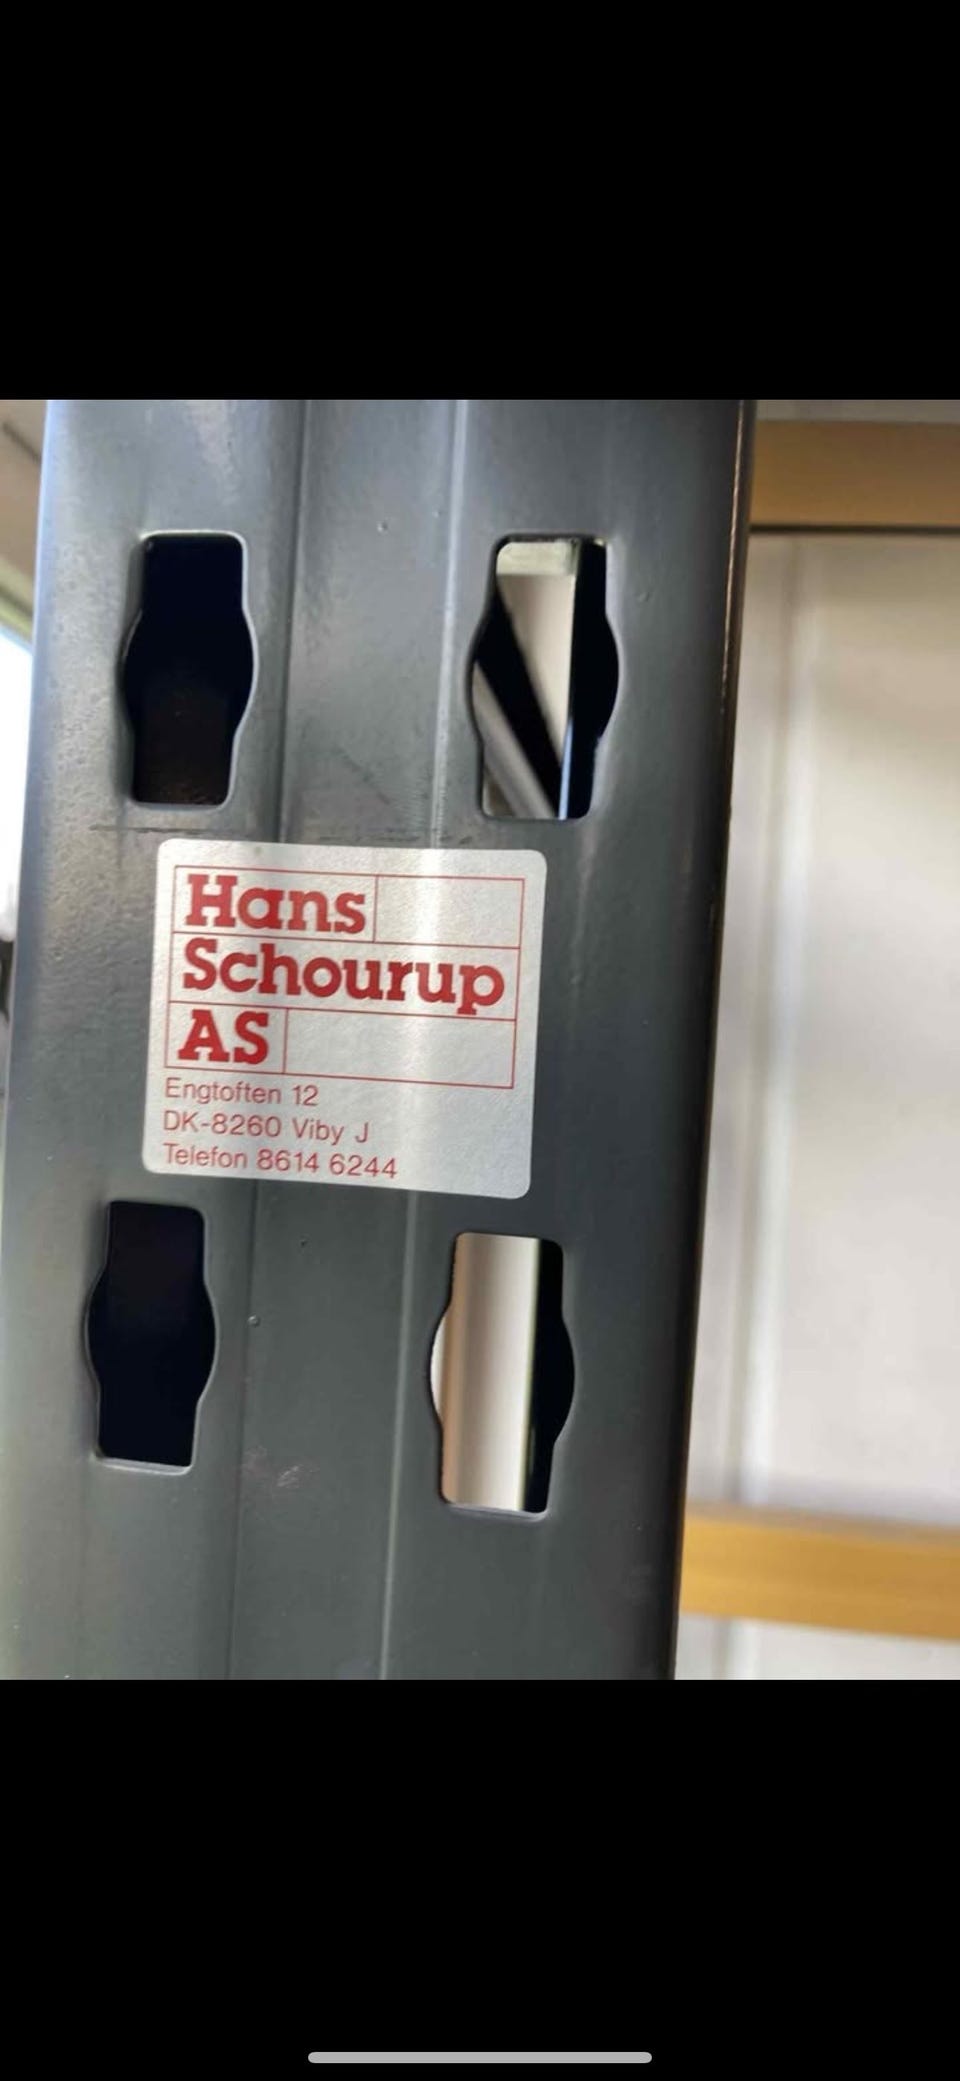 Hans
Schourup
AS
Engtoften 12
DK-8260 Viby J
Telefon 8614 6244